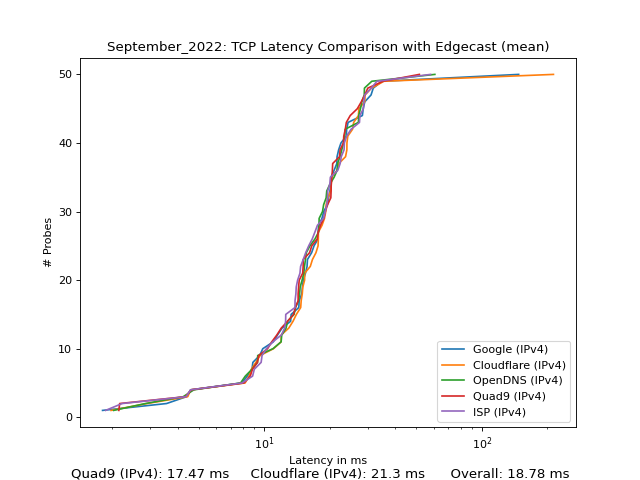 September_2022: TCP Latency Comparison with Edgecast (mean)
# Probes
50
40
30
20
10
0
10¹
10²
Google (IPv4)
Cloudflare (IPv4)
OpenDNS (IPv4)
Quad9 (IPv4)
ISP (IPv4)
Latency in ms
Quad9 (IPv4): 17.47 ms Cloudflare (IPv4): 21.3 ms Overall: 18.78 ms